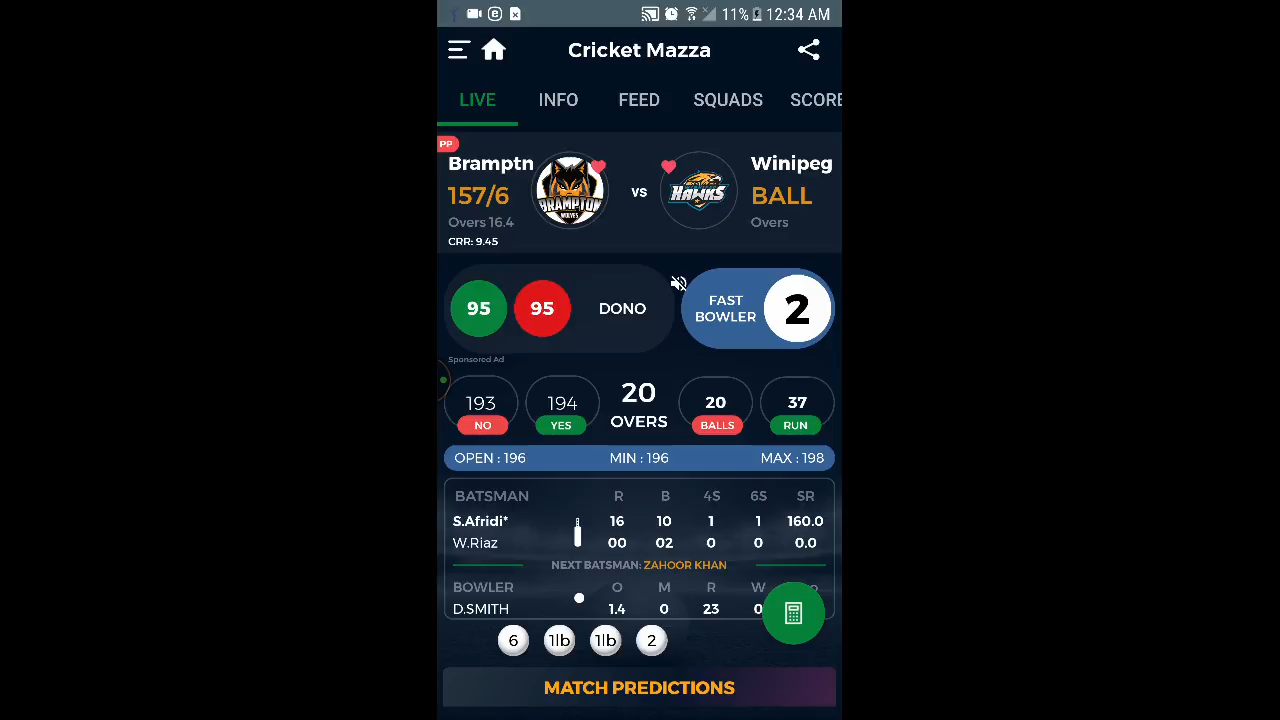 11% 12:34 AM
Cricket Mazza
LIVE INFO FEED SQUADS SCORE
PP
Bramptn Winipeg
157/6 BRAMPTON WOLVES vs HAWKS BALL
Overs 16.4 Overs
CRR: 9.45
95 95 DONO FAST BOWLER 2
Sponsored Ad
193 194 20 20 37
NO YES OVERS BALLS RUN
OPEN : 196 MIN : 196 MAX : 198
BATSMAN R B 4S 6S SR
S.Afridi* 16 10 1 1 160.0
W.Riaz 00 02 0 0 0.0
NEXT BATSMAN: ZAHOOR KHAN
BOWLER O M R W
D.SMITH 1.4 0 23 0
6 1lb 1lb 2
MATCH PREDICTIONS